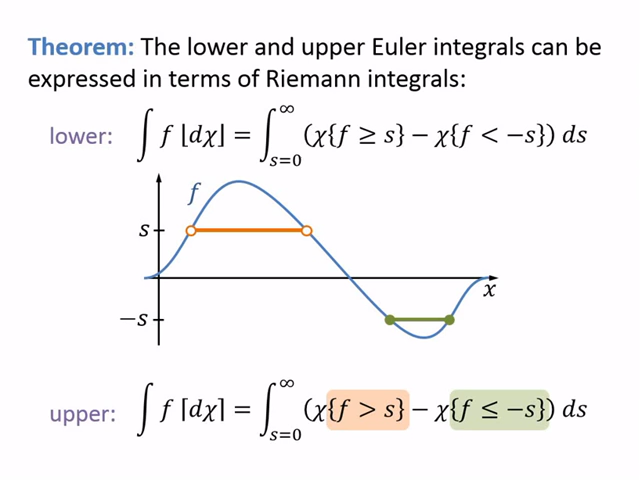 Theorem: The lower and upper Euler integrals can be
expressed in terms of Riemann integrals:
lower: ∫ f ⌊dχ⌋ = ∫_{s=0}^{∞} (χ{f ≥ s} − χ{f < −s}) ds
f
s
x
−s
upper: ∫ f ⌈dχ⌉ = ∫_{s=0}^{∞} (χ{f > s} − χ{f ≤ −s}) ds